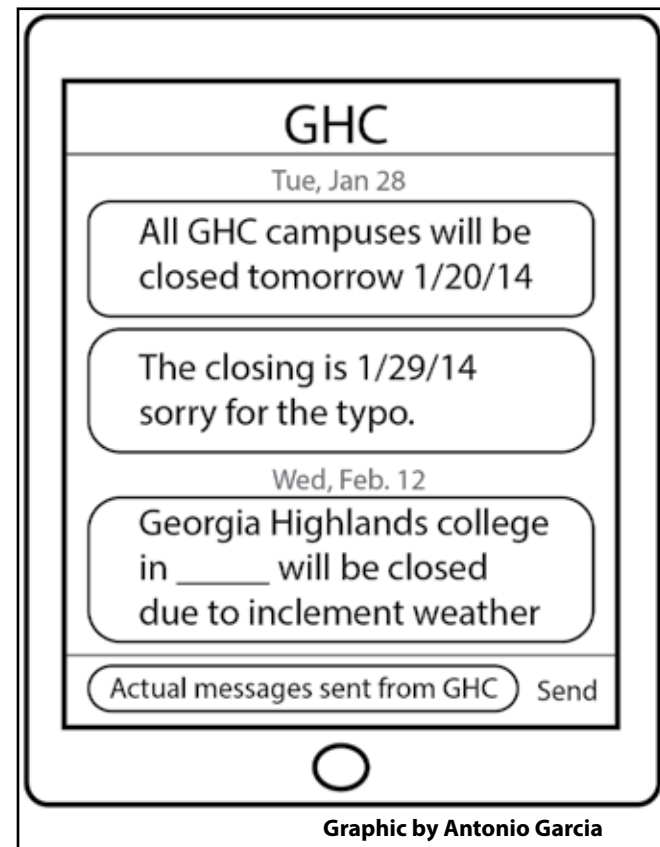 GHC
Tue, Jan 28
All GHC campuses will be
closed tomorrow 1/20/14
The closing is 1/29/14
sorry for the typo.
Wed, Feb. 12
Georgia Highlands college
in _____ will be closed
due to inclement weather
Actual messages sent from GHC Send
Graphic by Antonio Garcia